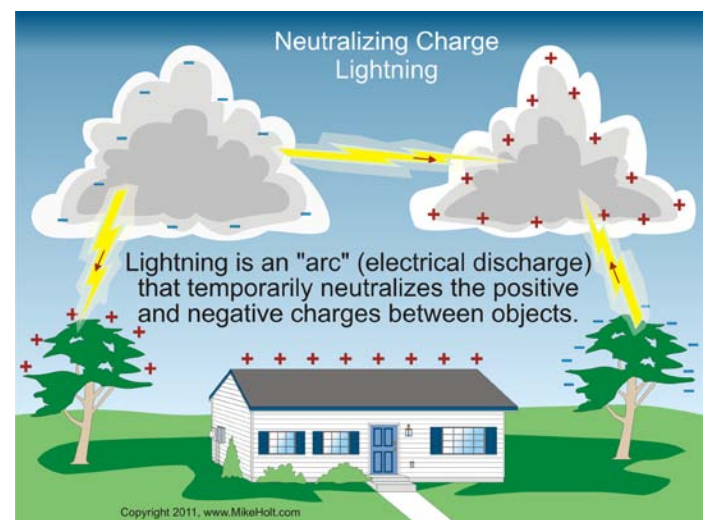 Neutralizing Charge
Lightning
Lightning is an "arc" (electrical discharge)
that temporarily neutralizes the positive
and negative charges between objects.
Copyright 2011, www.MikeHolt.com